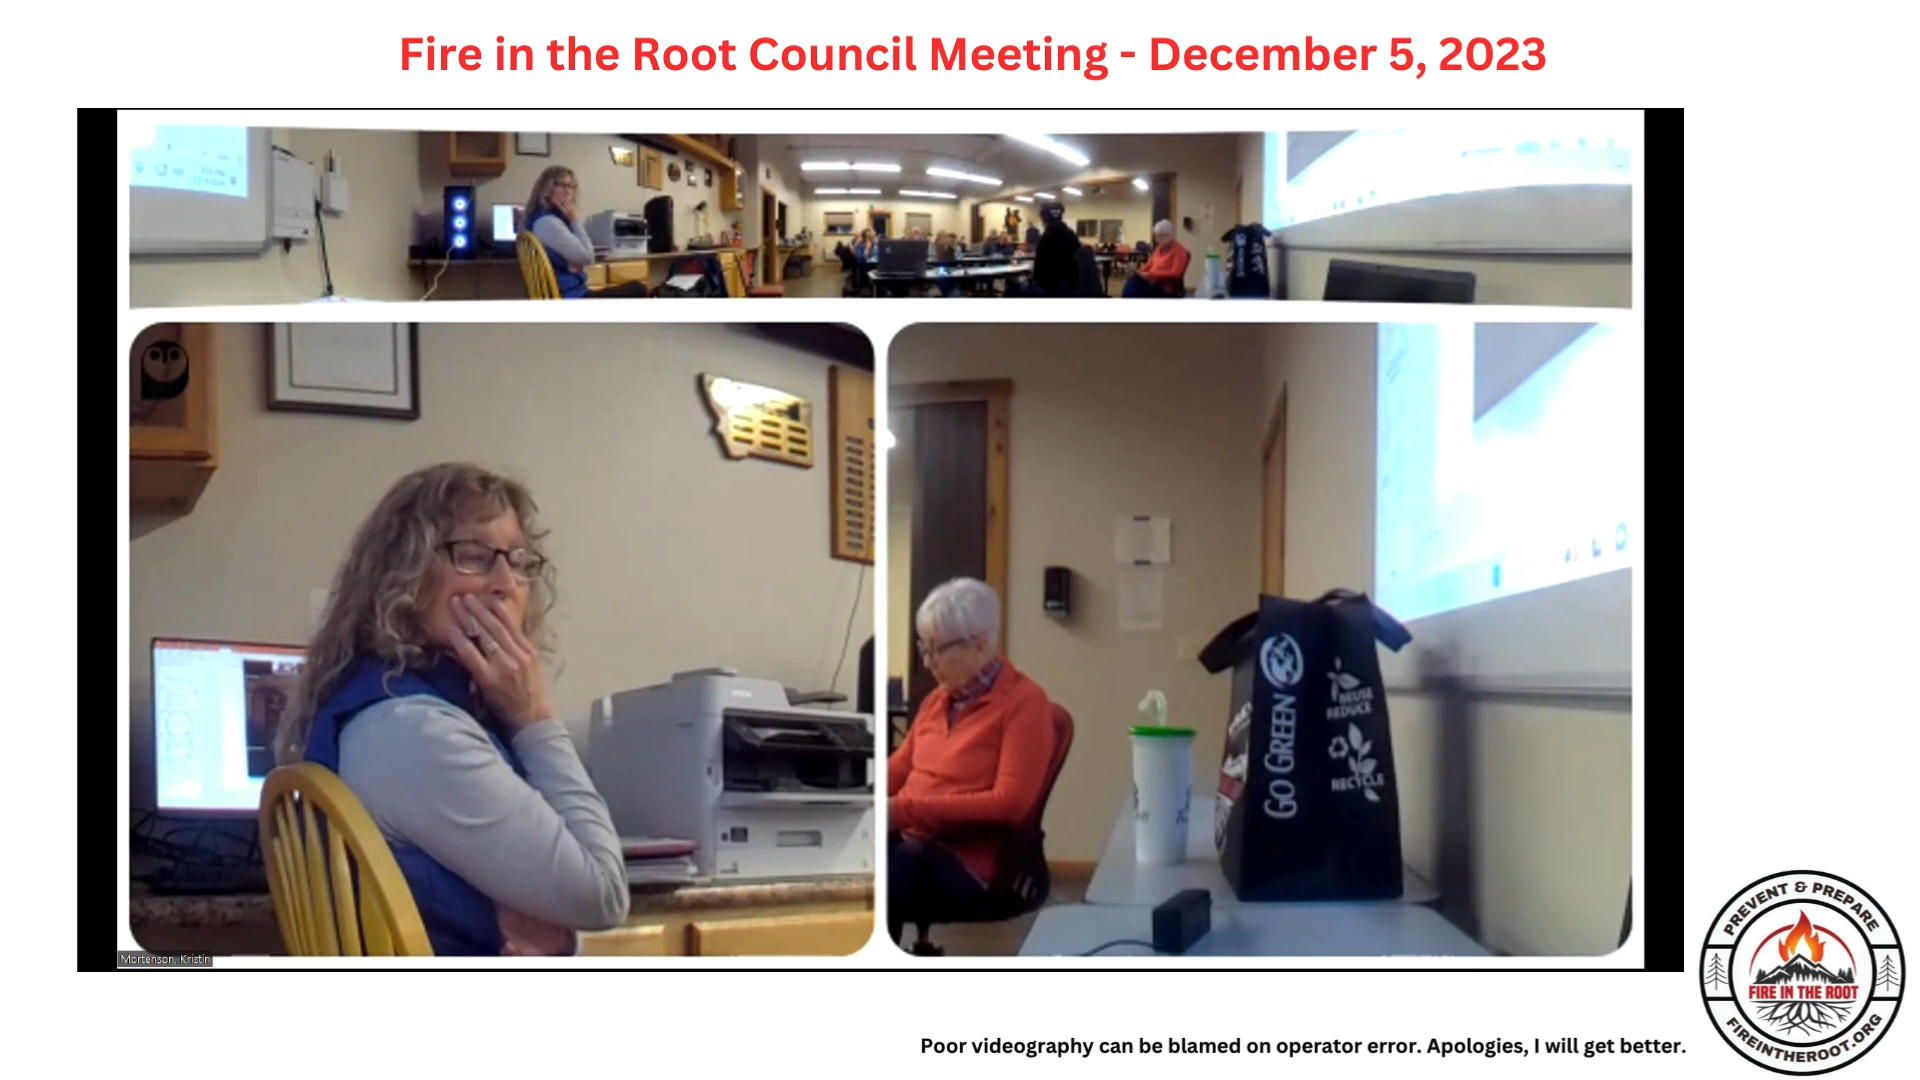 Fire in the Root Council Meeting - December 5, 2023
GO GREEN
REUSE
REDUCE
RECYCLE
Mortenson, Kristin
PREVENT & PREPARE
FIRE IN THE ROOT
FIREINTHEROOT.ORG
Poor videography can be blamed on operator error. Apologies, I will get better.